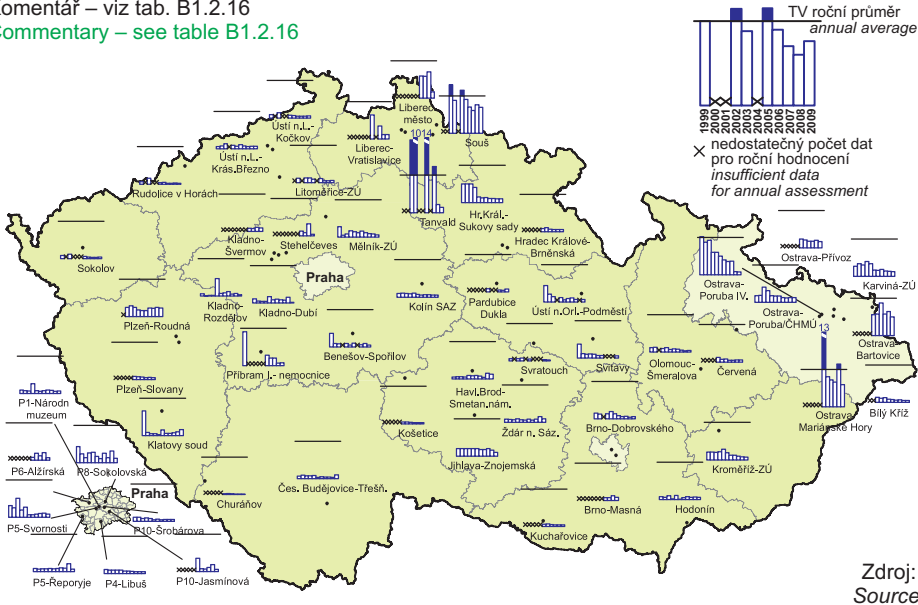 Komentář – viz tab. B1.2.16
Commentary – see table B1.2.16
TV roční průměr
annual average
1999
2000
2001
2002
2003
2004
2005
2006
2007
2008
2009
× nedostatečný počet dat
pro roční hodnocení
insufficient data
for annual assessment
Liberec-
město
Ústí n.L.-
Kočkov
Liberec-
Vratislavice
10 14
Souš
Ústí n.L.-
Krás.Březno
Rudolice v Horách
Litoměřice-ZÚ
Tanvald
Hr.Král.-
Sukovy sady
Kladno-
Švermov
Stehelčeves
Mělník-ZÚ
Hradec Králové-
Brněnská
Ostrava-Přívoz
Sokolov
Praha
Ostrava-
Poruba IV.
Karviná-ZÚ
Kladno-
Rozdělov
Kladno-Dubí
Kolín SAZ
Pardubice
Dukla
Ústí n.Orl.-Podměstí
Ostrava-
Poruba/ČHMÚ
Plzeň-Roudná
13
Ostrava-
Bartovice
Benešov-Spořilov
Příbram I.- nemocnice
Svratouch
Svitavy
Olomouc-
Šmeralova
Červená
Plzeň-Slovany
P1-Národn
muzeum
Havl.Brod-
Smetan.nám.
Ostrava
Mariánské Hory
Bílý Kříž
Klatovy soud
Košetice
Žďár n. Sáz.
Brno-Dobrovského
P6-Alžírská
P8-Sokolovská
Jihlava-Znojemská
Kroměříž-ZÚ
Praha
Churáňov
Čes. Budějovice-Třešň.
P5-Svornosti
P10-Šrobárova
Brno-Masná
Hodonín
Kuchařovice
P5-Řeporyje
P4-Libuš
P10-Jasmínová
Zdroj:
Source